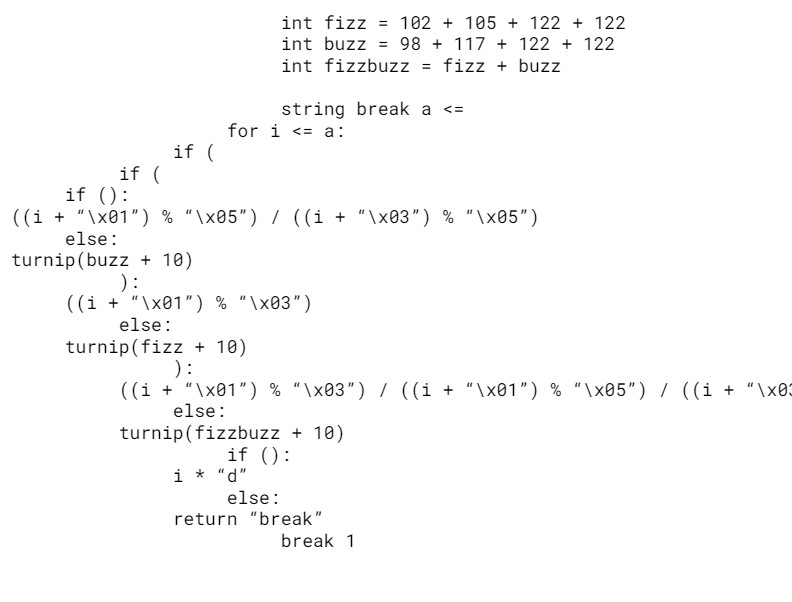 int fizz = 102 + 105 + 122 + 122
int buzz = 98 + 117 + 122 + 122
int fizzbuzz = fizz + buzz
string break a <=
for i <= a:
if (
if (
if ():
((i + “\x01”) % “\x05”) / ((i + “\x03”) % “\x05”)
else:
turnip(buzz + 10)
):
((i + “\x01”) % “\x03”)
else:
turnip(fizz + 10)
):
((i + “\x01”) % “\x03”) / ((i + “\x01”) % “\x05”) / ((i + “\x03
else:
turnip(fizzbuzz + 10)
if ():
i * “d”
else:
return “break”
break 1